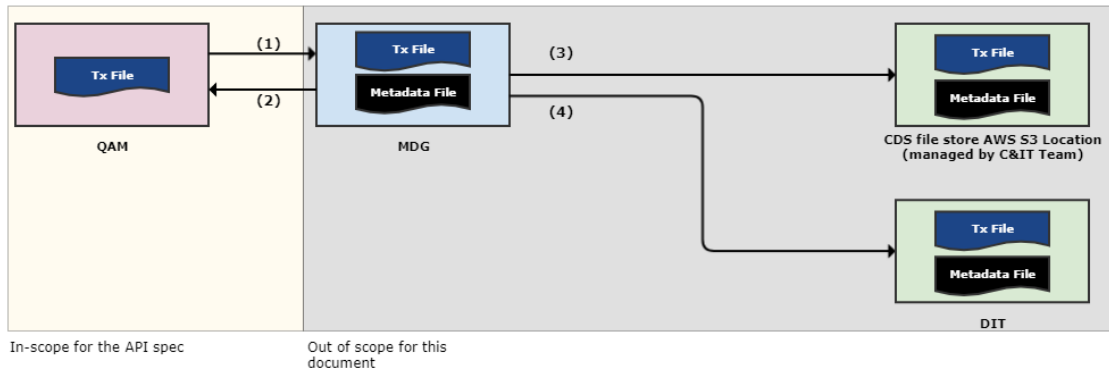 Tx File
QAM
(1)
(2)
Tx File
Metadata File
MDG
(3)
(4)
Tx File
Metadata File
CDS file store AWS S3 Location
(managed by C&IT Team)
Tx File
Metadata File
DIT
In-scope for the API spec
Out of scope for this
document